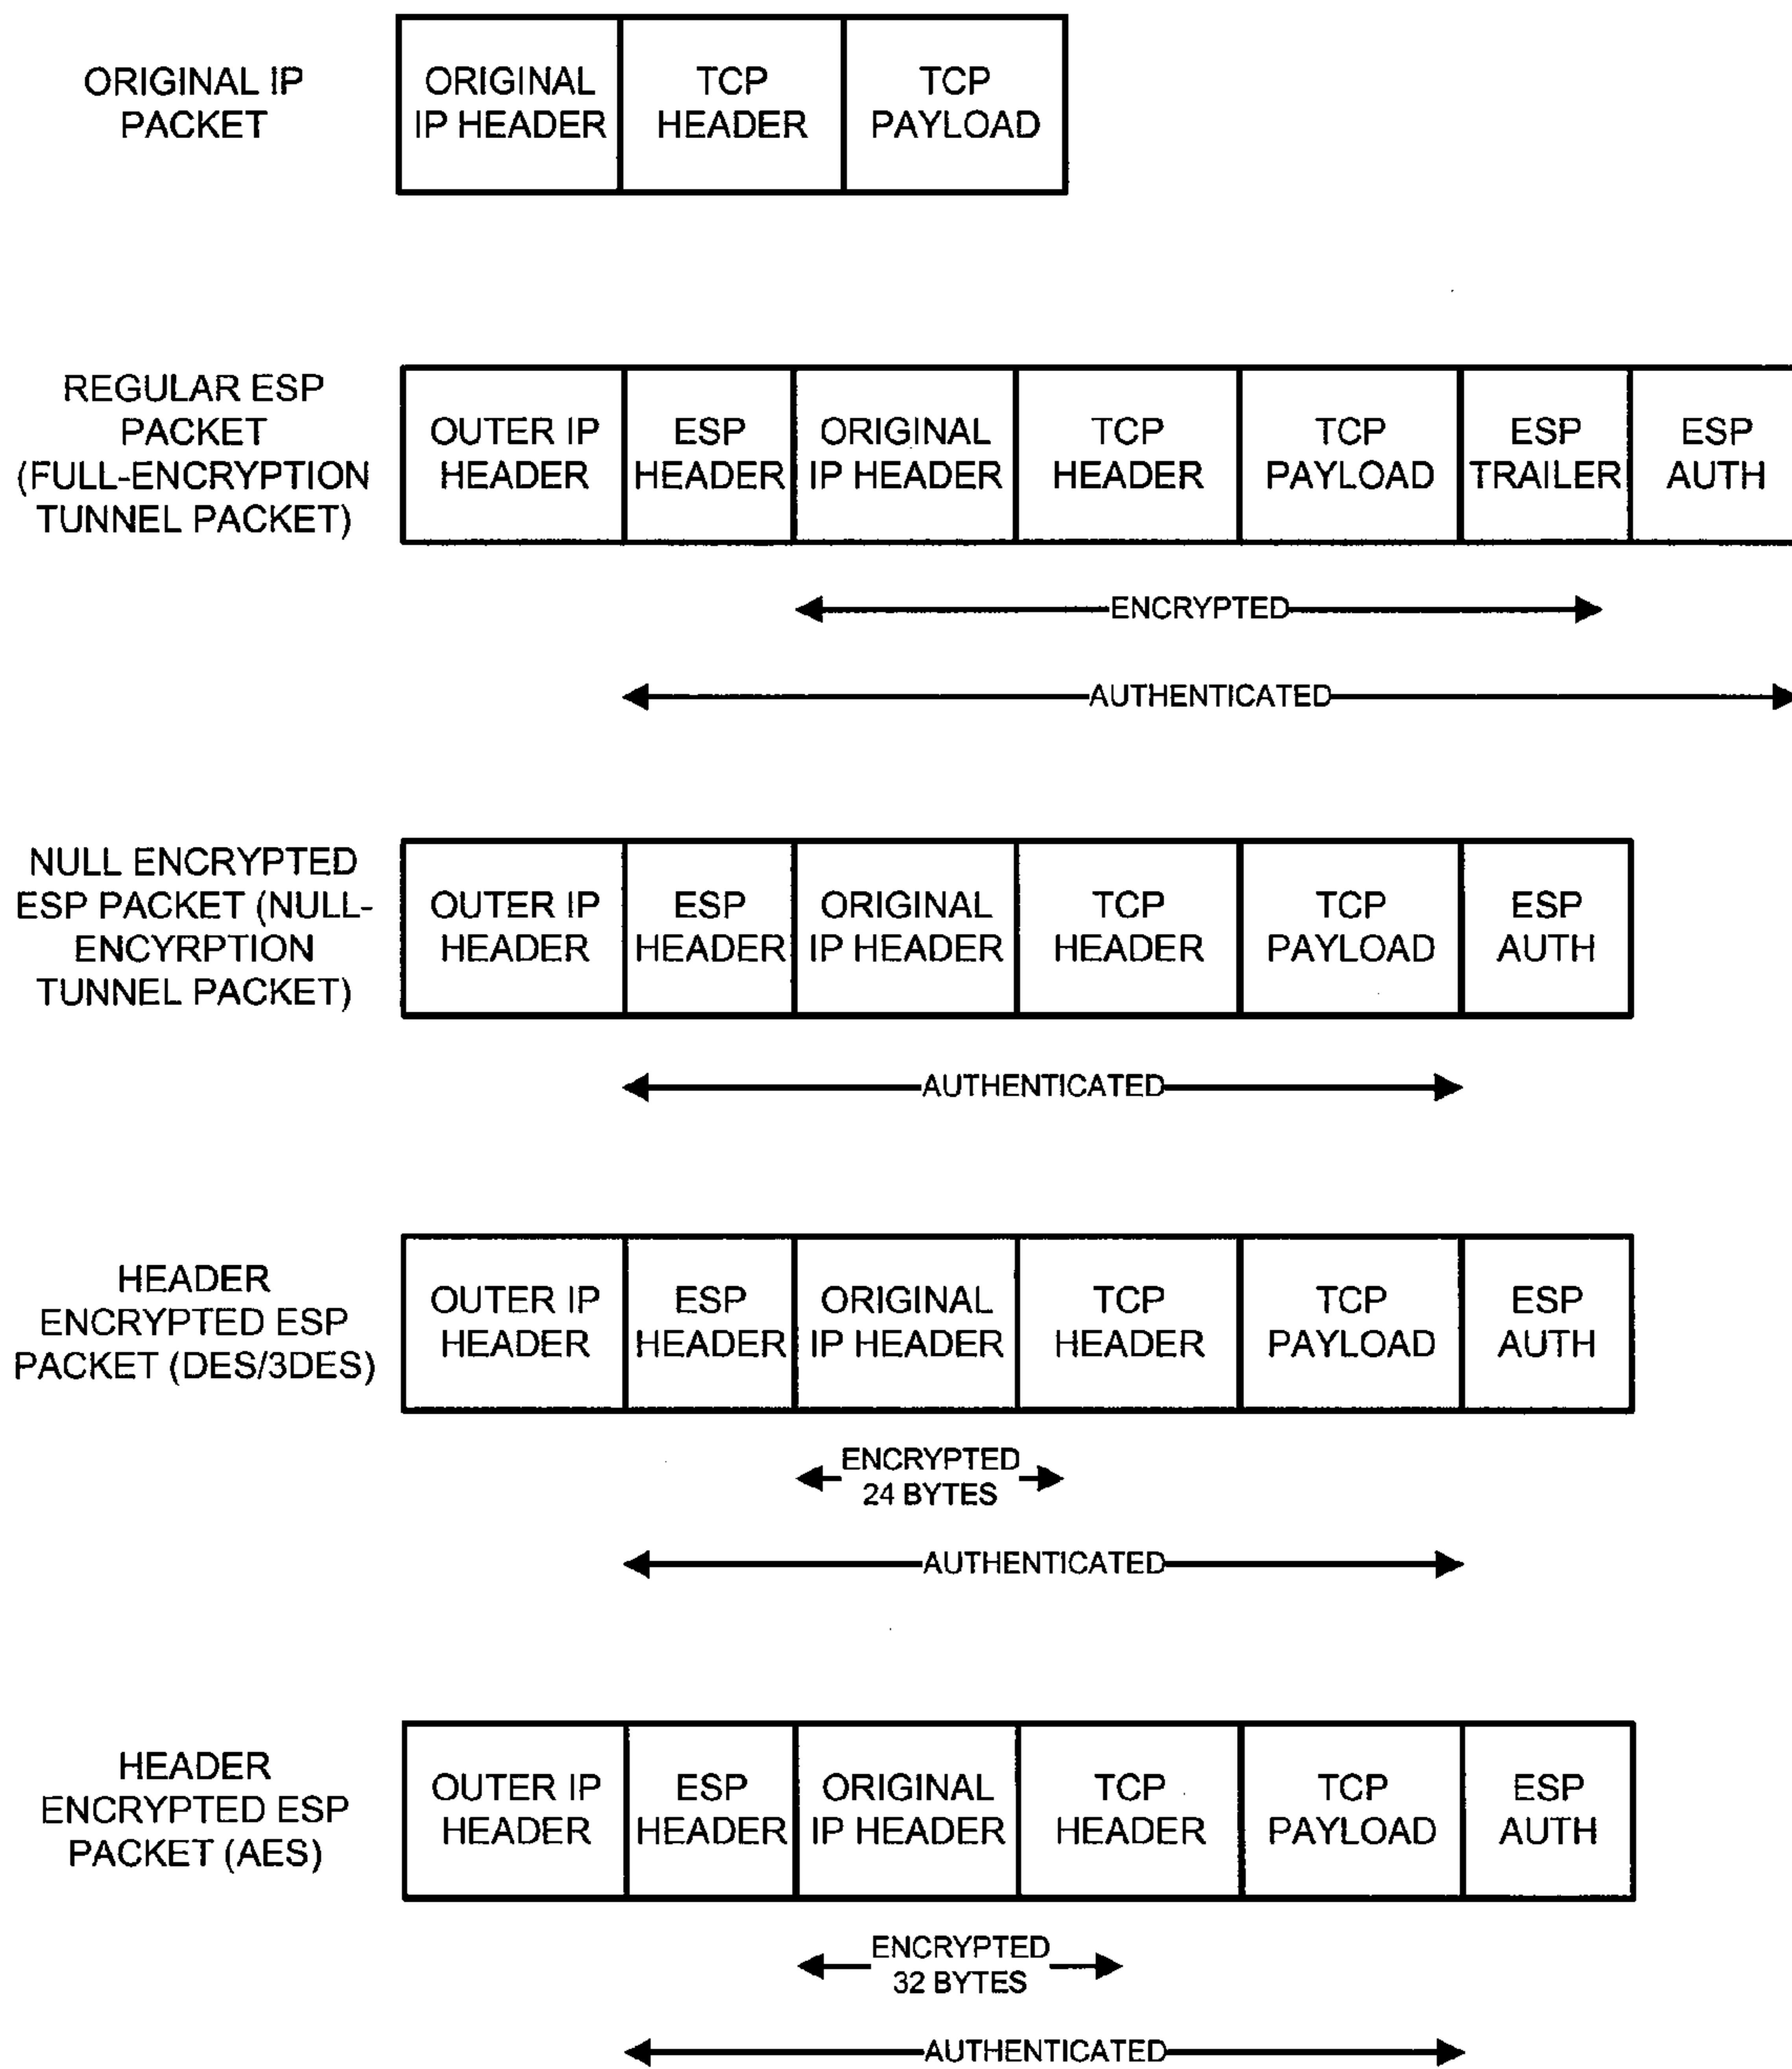 ORIGINAL IP
PACKET
ORIGINAL
IP HEADER
TCP
HEADER
TCP
PAYLOAD
REGULAR ESP
PACKET
(FULL-ENCRYPTION
TUNNEL PACKET)
OUTER IP
HEADER
ESP
HEADER
ORIGINAL
IP HEADER
TCP
HEADER
TCP
PAYLOAD
ESP
TRAILER
ESP
AUTH
ENCRYPTED
AUTHENTICATED
NULL ENCRYPTED
ESP PACKET (NULL-
ENCYRPTION
TUNNEL PACKET)
OUTER IP
HEADER
ESP
HEADER
ORIGINAL
IP HEADER
TCP
HEADER
TCP
PAYLOAD
ESP
AUTH
AUTHENTICATED
HEADER
ENCRYPTED ESP
PACKET (DES/3DES)
OUTER IP
HEADER
ESP
HEADER
ORIGINAL
IP HEADER
TCP
HEADER
TCP
PAYLOAD
ESP
AUTH
ENCRYPTED
24 BYTES
AUTHENTICATED
HEADER
ENCRYPTED ESP
PACKET (AES)
OUTER IP
HEADER
ESP
HEADER
ORIGINAL
IP HEADER
TCP
HEADER
TCP
PAYLOAD
ESP
AUTH
ENCRYPTED
32 BYTES
AUTHENTICATED